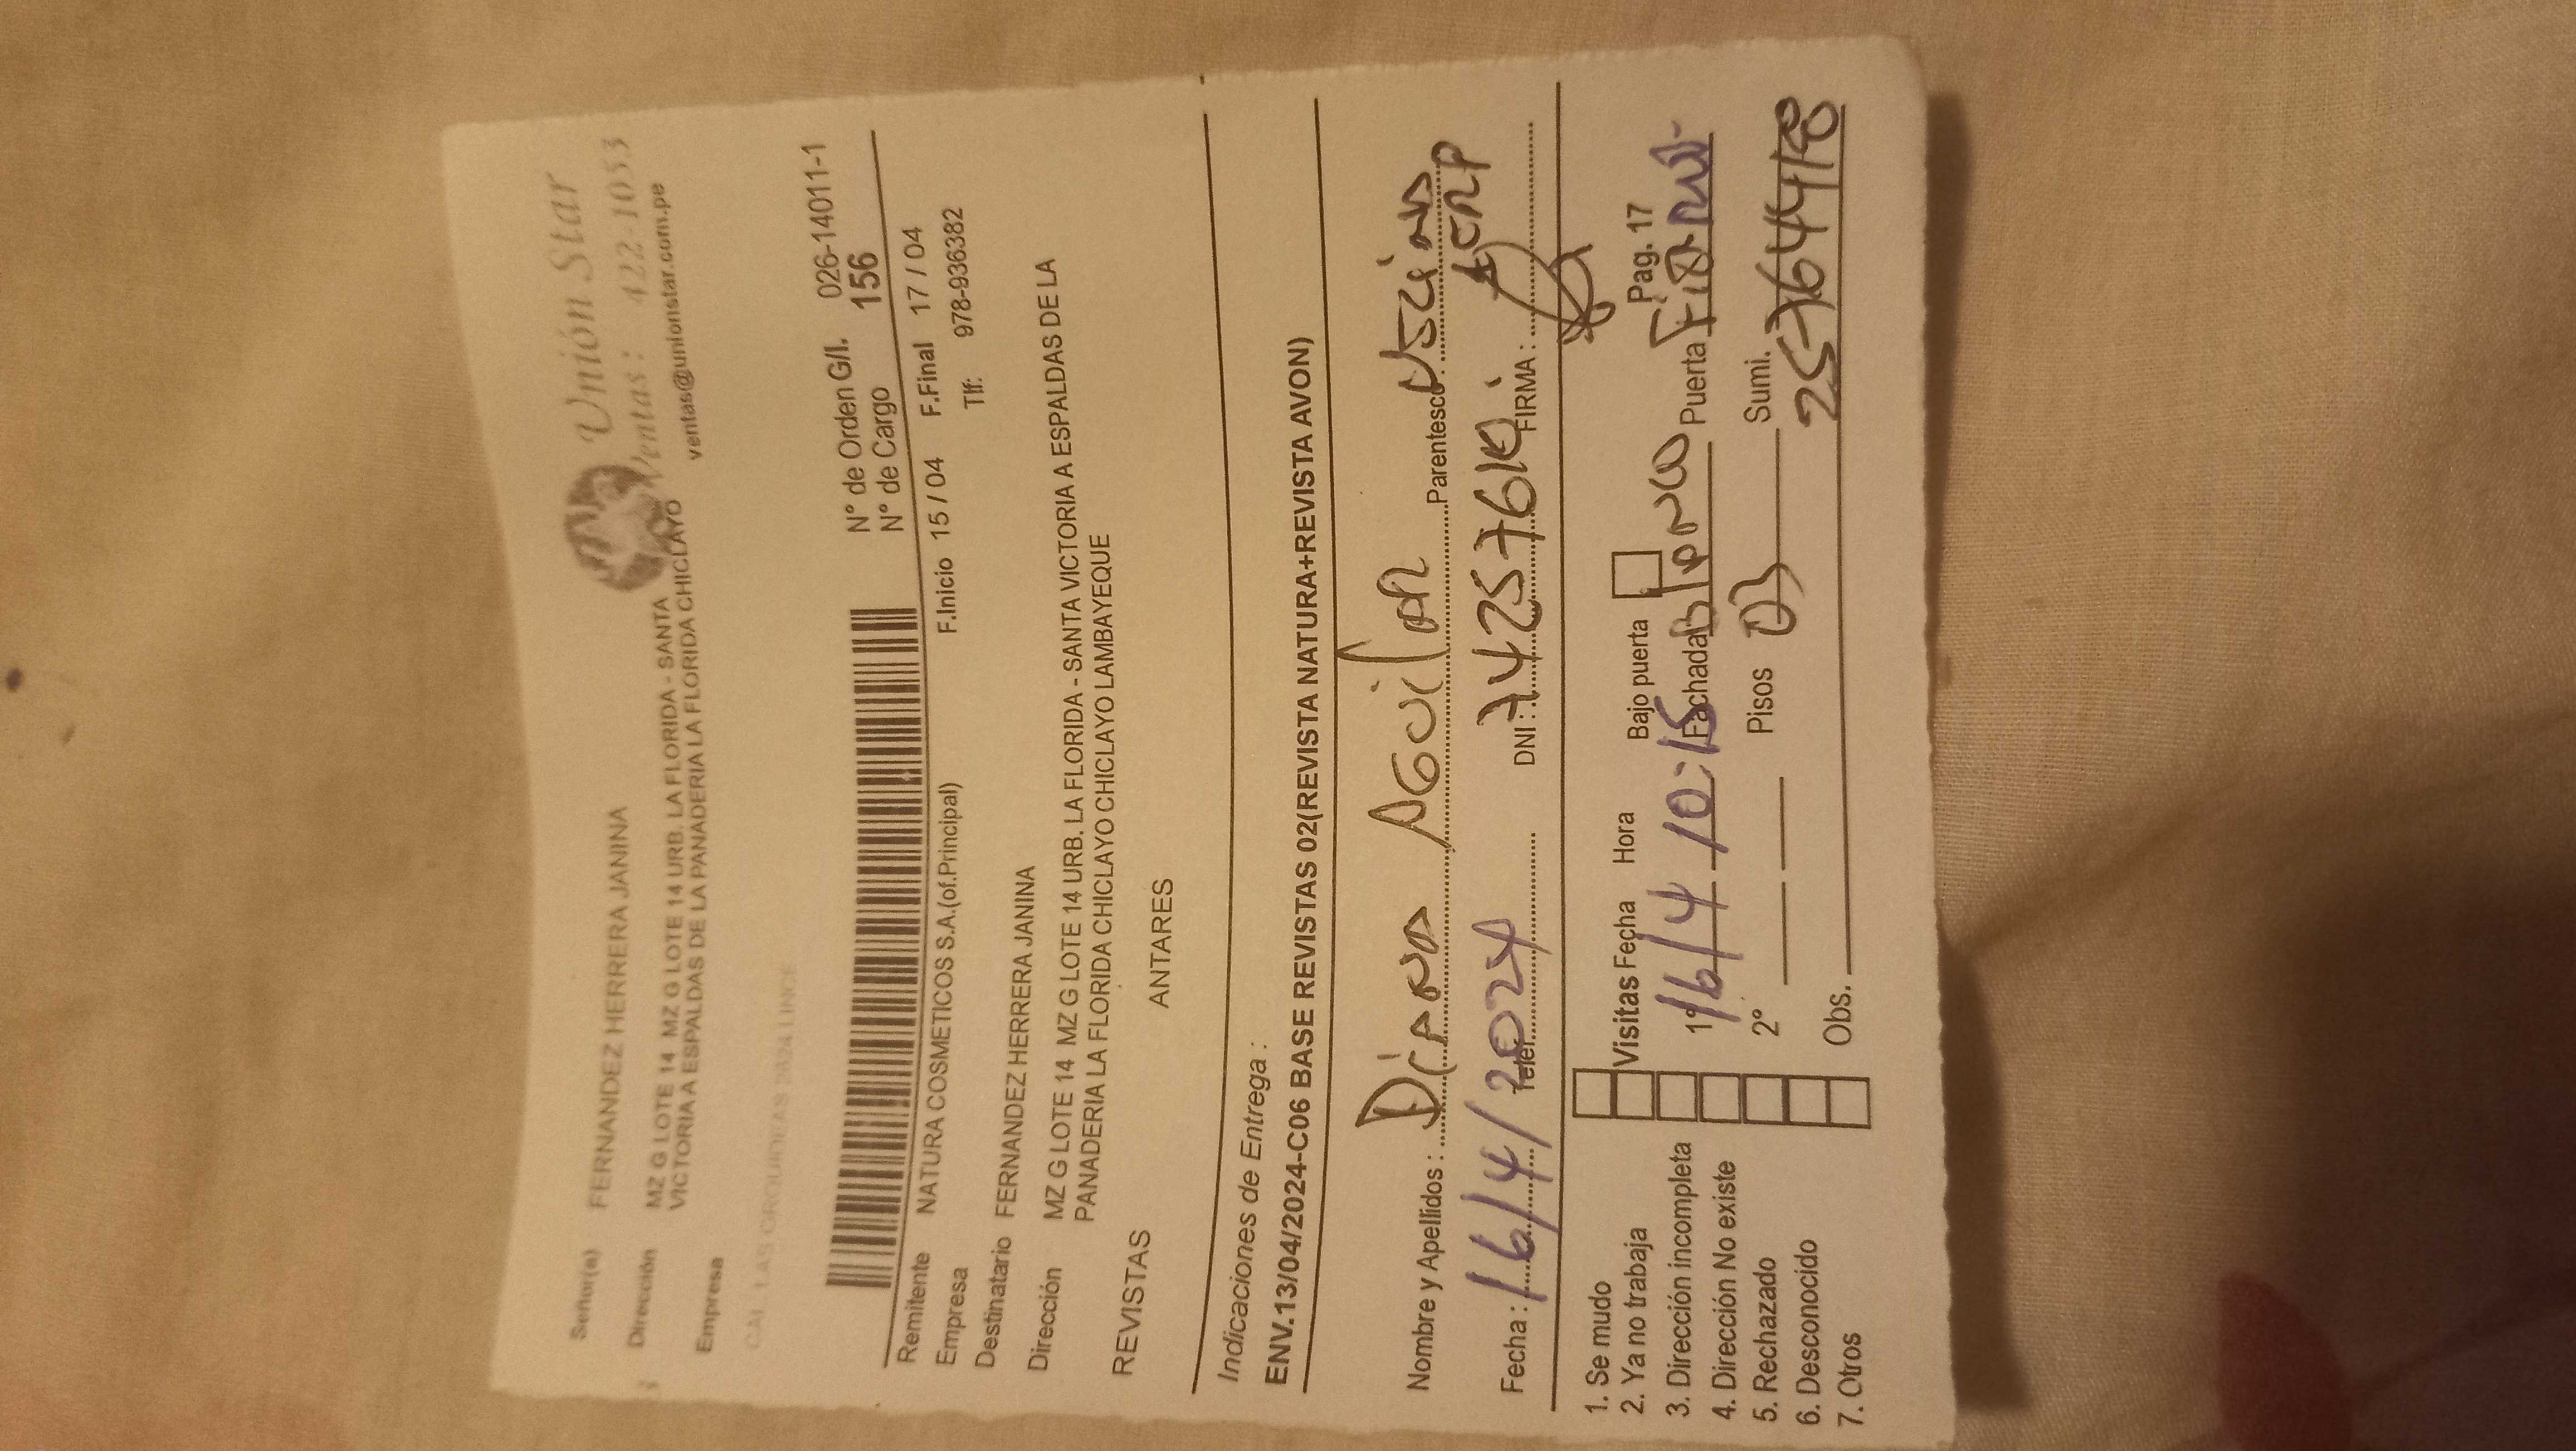 Unión Star
Ventas: 422-1053
ventas@unionstar.com.pe
Señor(a) FERNANDEZ HERRERA JANINA
Dirección MZ G LOTE 14 MZ G LOTE 14 URB. LA FLORIDA - SANTA
VICTORIA A ESPALDAS DE LA PANADERIA LA FLORIDA CHICLAYO
Empresa
N° de Orden G/I. 026-14011-1
N° de Cargo 156
F.Inicio 15 / 04 F.Final 17 / 04
Remitente NATURA COSMETICOS S.A.(of.Principal)
Empresa Tlf: 978-936382
Destinatario FERNANDEZ HERRERA JANINA
Dirección MZ G LOTE 14 MZ G LOTE 14 URB. LA FLORIDA - SANTA VICTORIA A ESPALDAS DE LA
PANADERIA LA FLORIDA CHICLAYO CHICLAYO LAMBAYEQUE
REVISTAS ANTARES
Indicaciones de Entrega :
ENV.13/04/2024-C06 BASE REVISTAS 02(REVISTA NATURA+REVISTA AVON)
Nombre y Apellidos : Diana Aguilar Parentesco:
Fecha : 16/4/2024 Telef. DNI: FIRMA :
1. Se mudo
2. Ya no trabaja
3. Dirección incompleta
4. Dirección No existe
5. Rechazado
6. Desconocido
7. Otros
Visitas Fecha Hora Bajo puerta Pag. 17
1° 16/4 10:15 Fachada Blanco Puerta
2° Pisos Sumi.
Obs. 25764418